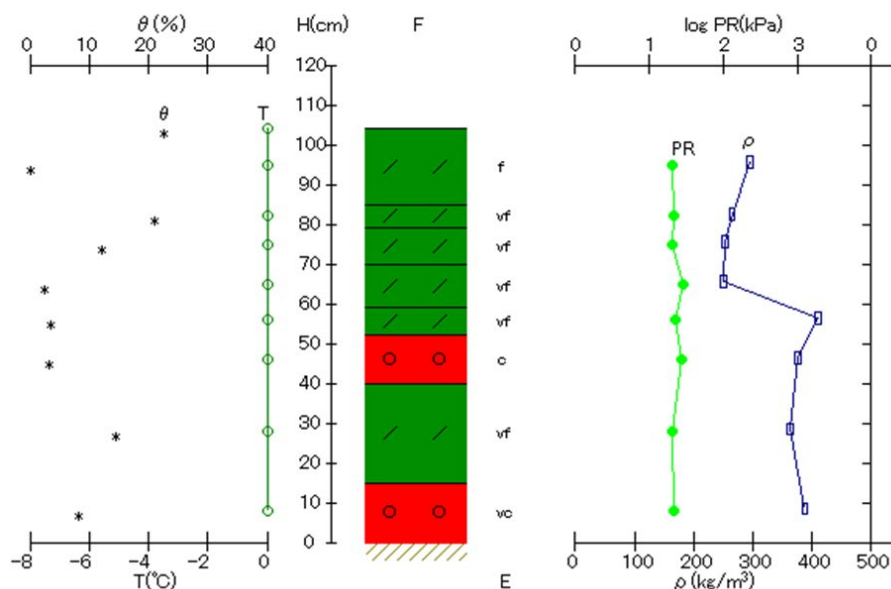 θ(%) H(cm) F log PR(kPa)
0 10 20 30 40 0 1 2 3
120 0
110
θ T
100 PR ρ
90 f
80 vf
70 vf
60 vf
50 vf
40 c
30 vf
20
10 vc
0
-8 -6 -4 -2 0 0 100 200 300 400 500
T(℃) E ρ(kg/m³)